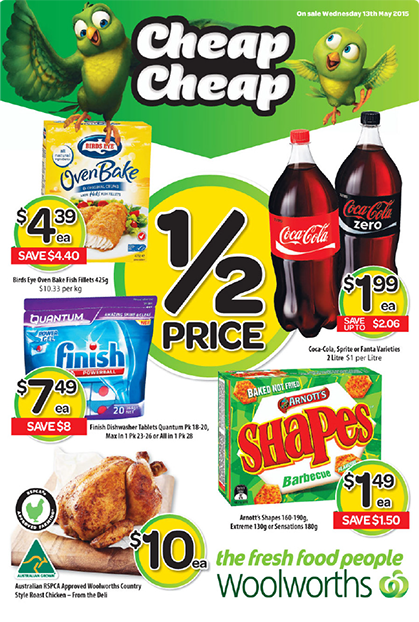 On sale Wednesday 13th May 2015
Cheap
Cheap
BIRDS EYE
Oven Bake
$4.39
ea
SAVE $4.40
Birds Eye Oven Bake Fish Fillets 425g
$10.33 per kg
1/2
PRICE
Coca-Cola
Coca-Cola
zero
$1.99
ea
SAVE
UP TO $2.06
Coca-Cola, Sprite or Fanta Varieties
2 Litre $1 per Litre
QUANTUM
finish
POWERBALL
20
$7.49
ea
SAVE $8
Finish Dishwasher Tablets Quantum Pk 18-20,
Max In 1 Pk 23-26 or All in 1 Pk 28
BAKED NOT FRIED
ARNOTT'S
SHAPES
Barbecue
$1.49
ea
SAVE $1.50
Arnott's Shapes 160-190g,
Extreme 130g or Sensations 180g
RSPCA
APPROVED FARMING
AUSTRALIAN GROWN
$10 ea
Australian RSPCA Approved Woolworths Country
Style Roast Chicken – From the Deli
the fresh food people
Woolworths